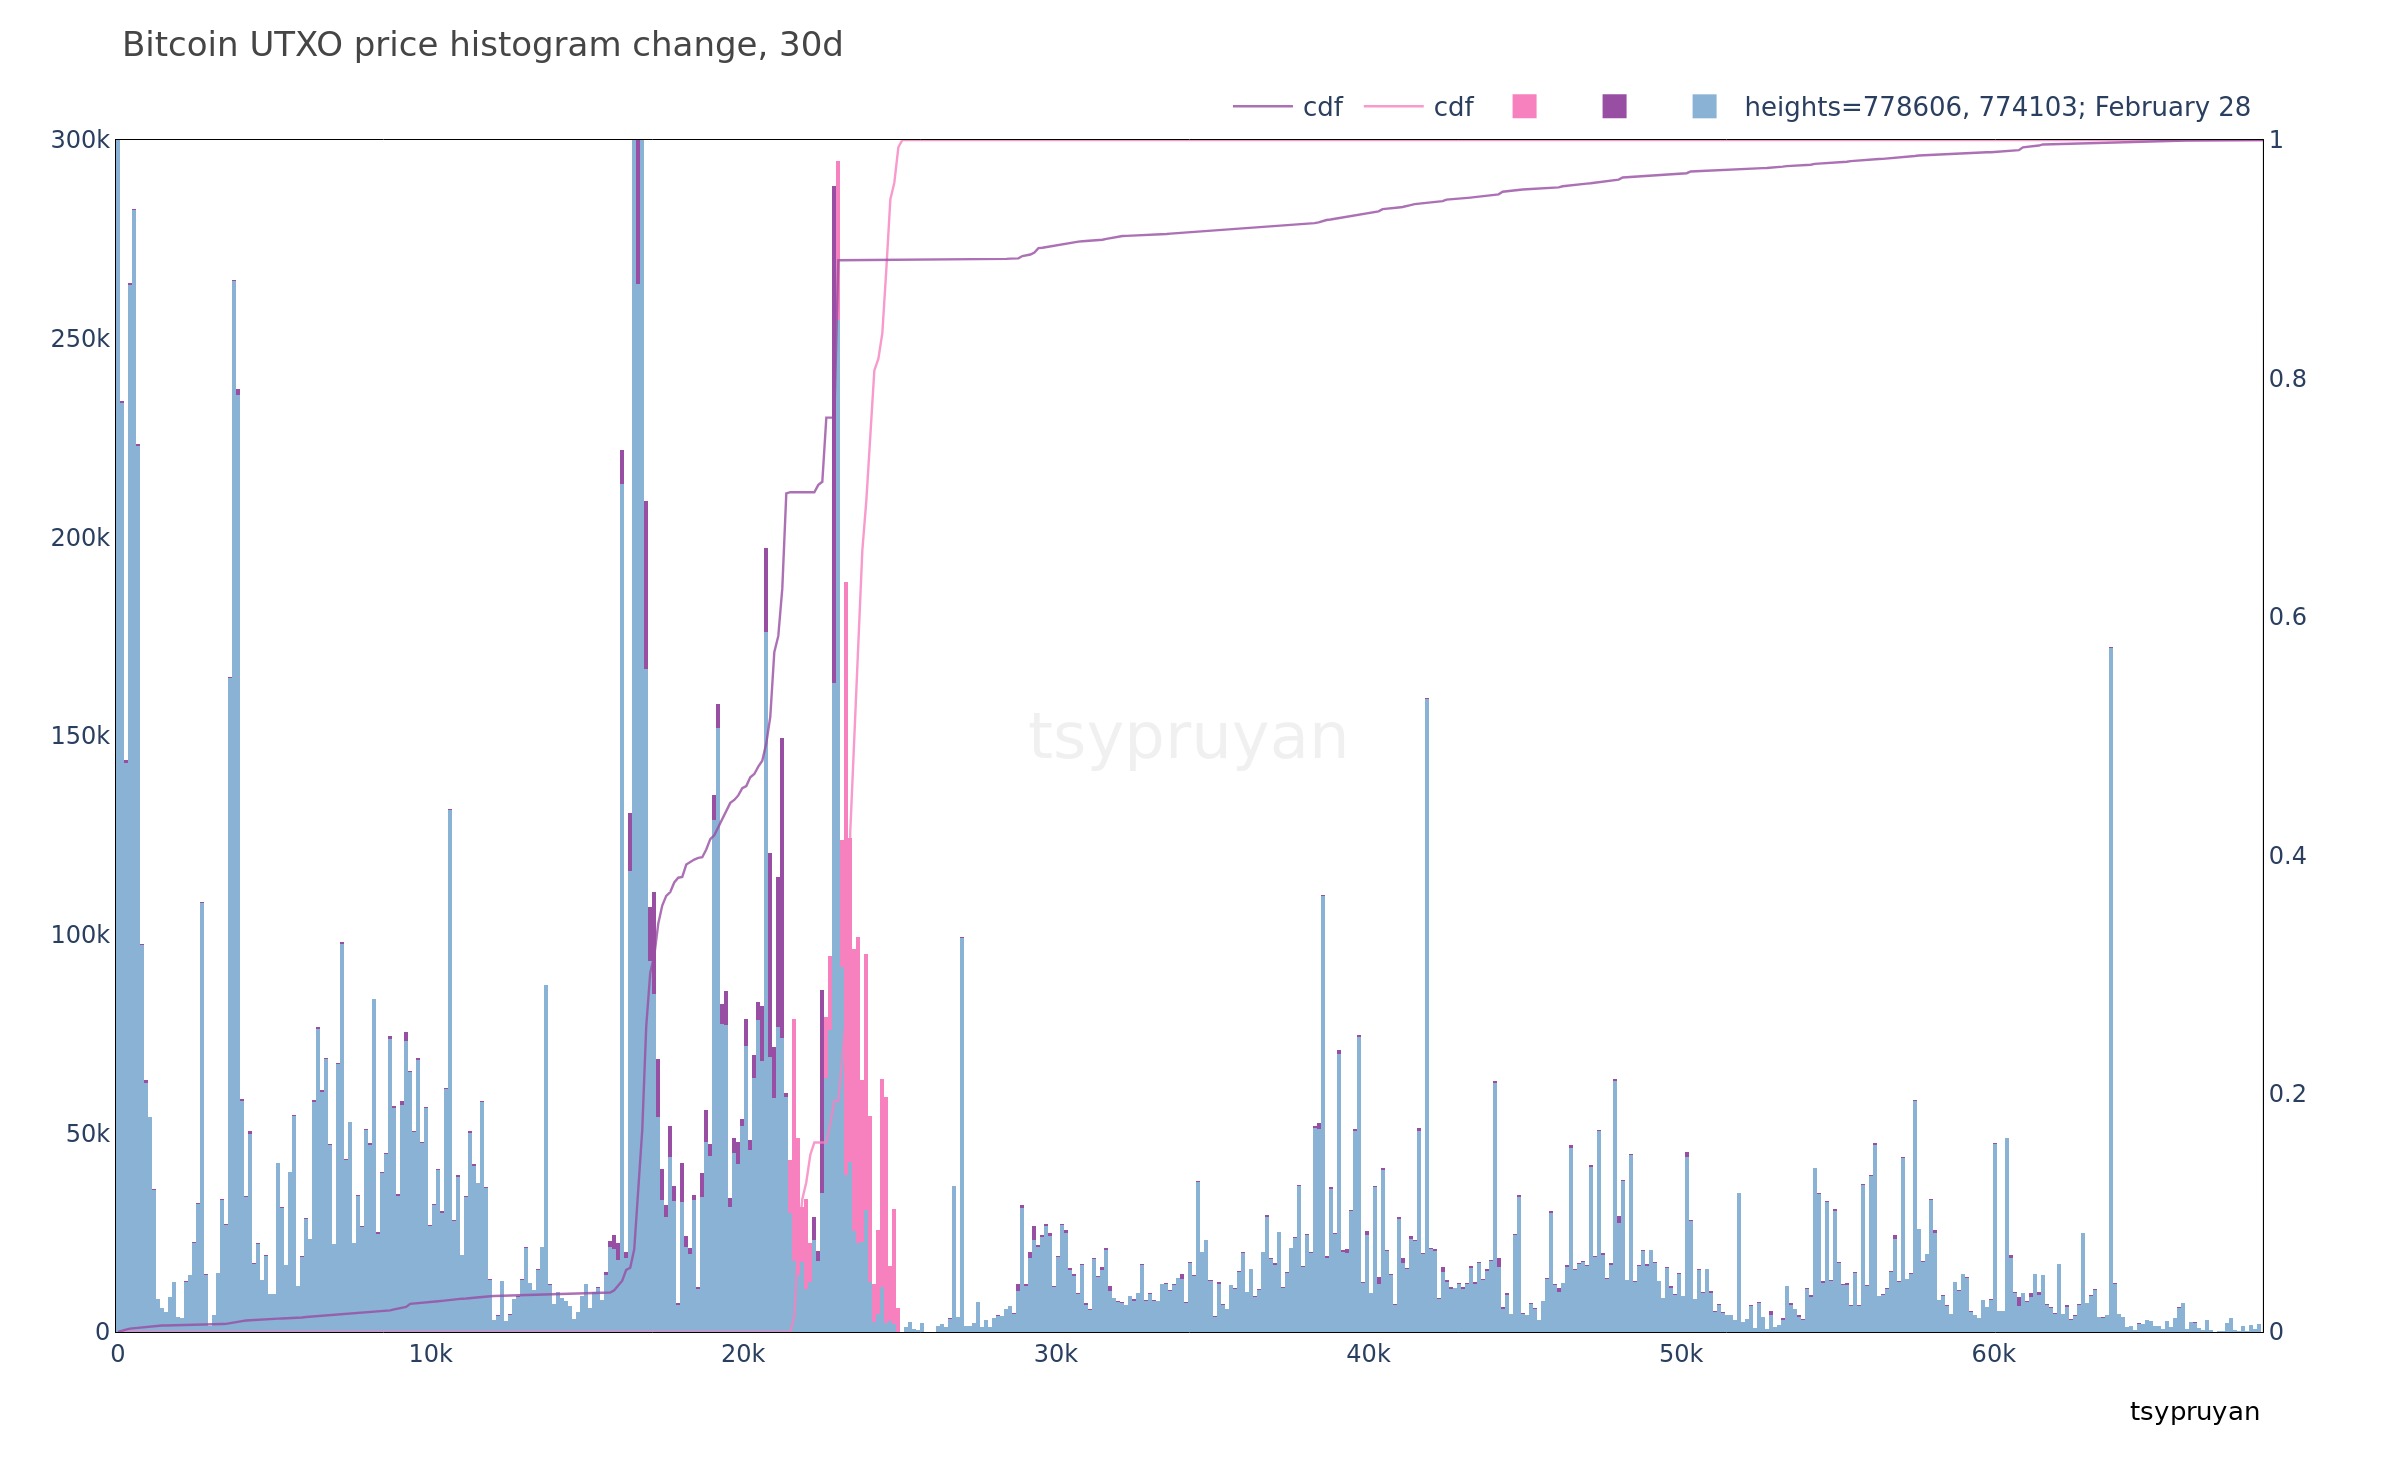 Bitcoin UTXO price histogram change, 30d
cdf cdf heights=778606, 774103; February 28
300k
250k
200k
150k
100k
50k
0
1
0.8
0.6
0.4
0.2
0
tsypruyan
0 10k 20k 30k 40k 50k 60k
tsypruyan